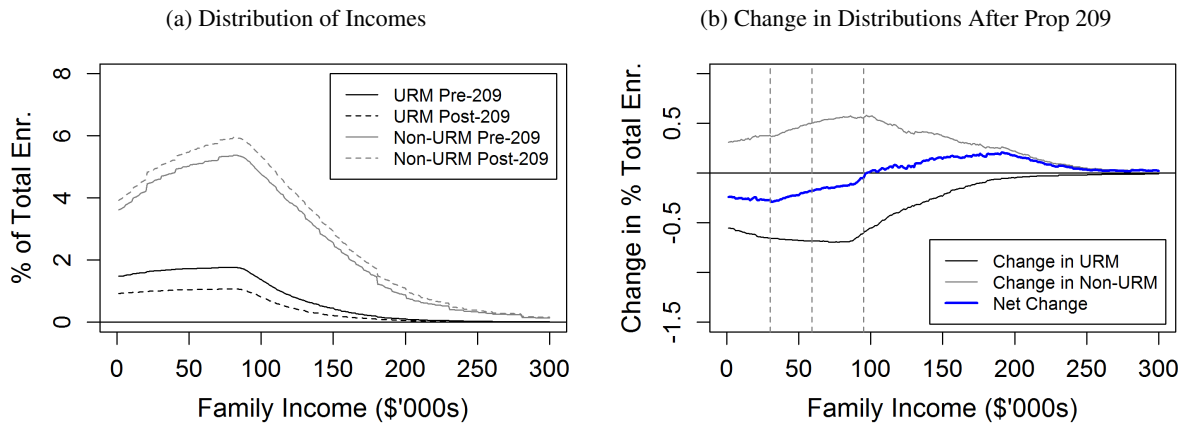 (a) Distribution of Incomes
% of Total Enr.
8
6
4
2
0
URM Pre-209
URM Post-209
Non-URM Pre-209
Non-URM Post-209
0 50 100 150 200 250 300
Family Income ($'000s)
(b) Change in Distributions After Prop 209
Change in % Total Enr.
0.5
-0.5
-1.5
Change in URM
Change in Non-URM
Net Change
0 50 100 150 200 250 300
Family Income ($'000s)